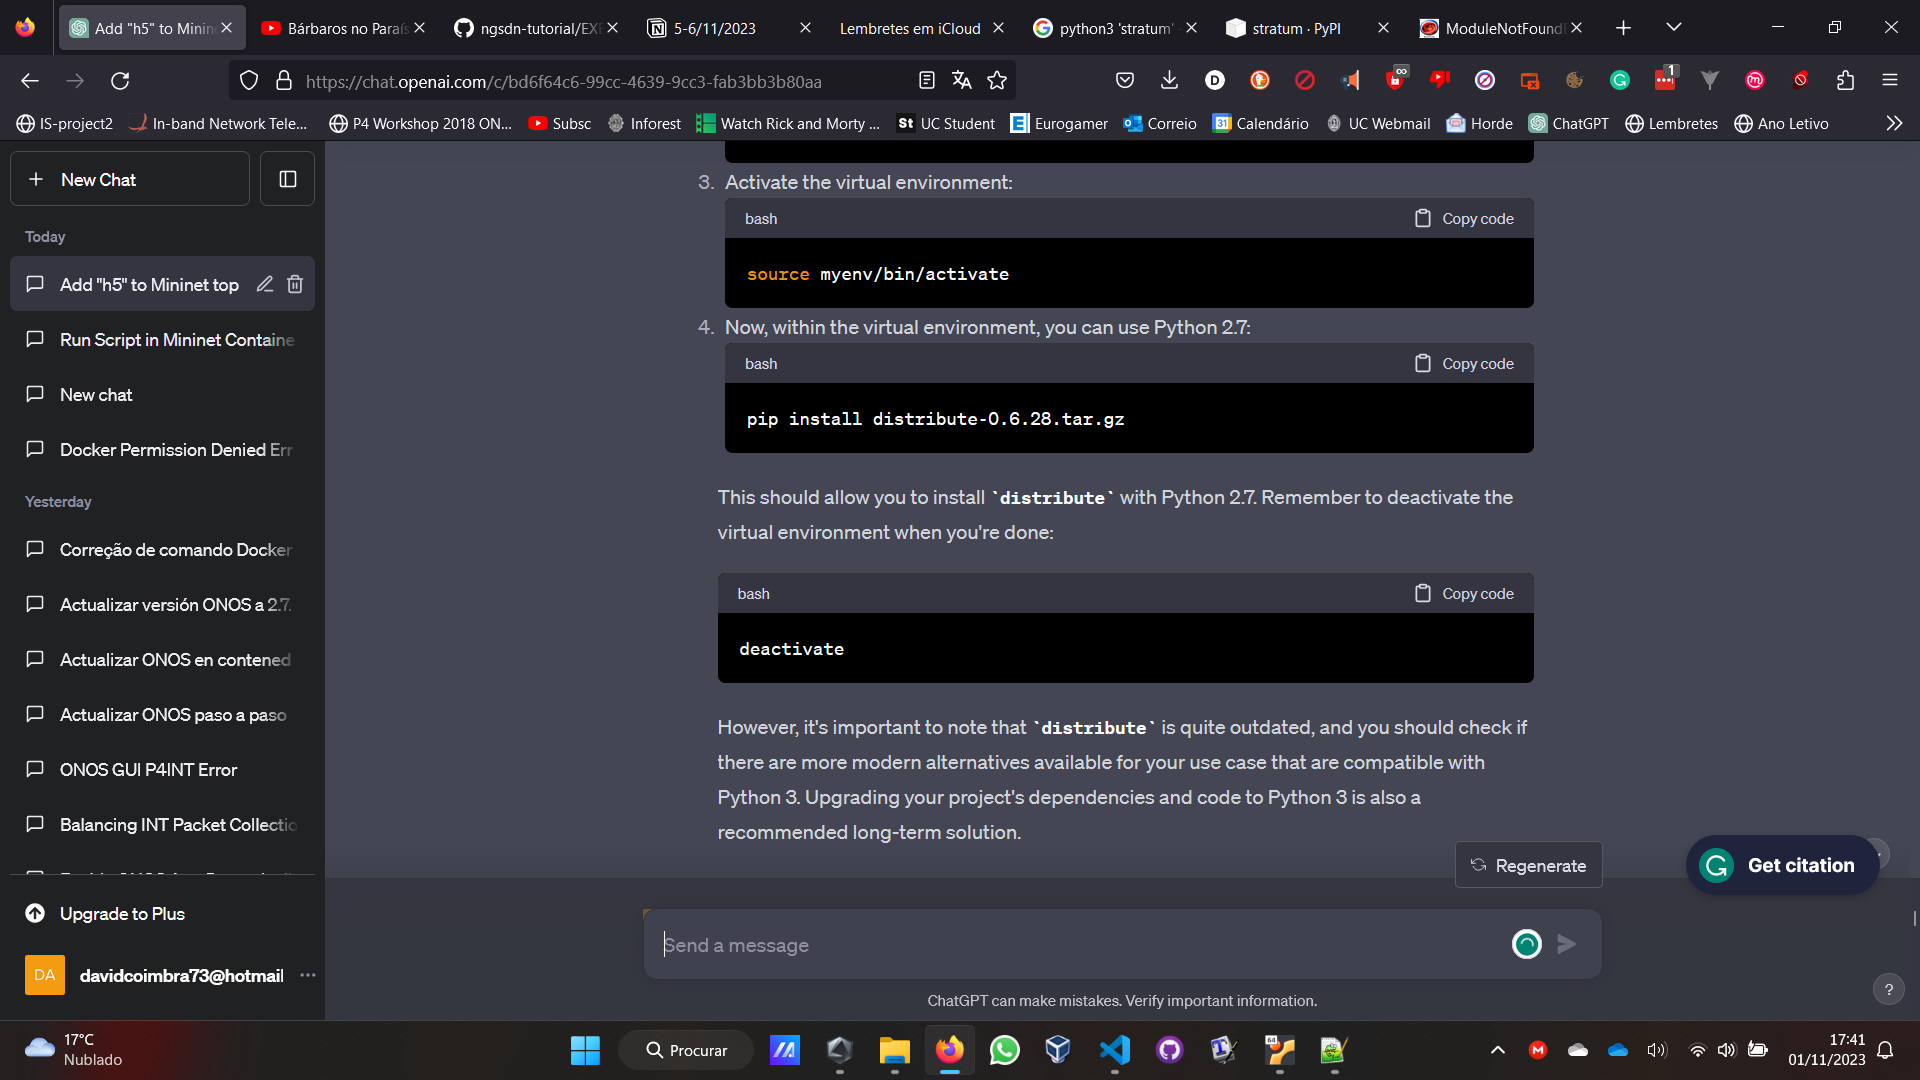 Add "h5" to Minin
Bárbaros no Paraís
ngsdn-tutorial/EXE
5-6/11/2023
Lembretes em iCloud
python3 'stratum'
stratum · PyPI
ModuleNotFoundE
https://chat.openai.com/c/bd6f64c6-99cc-4639-9cc3-fab3bb3b80aa
IS-project2
In-band Network Tele...
P4 Workshop 2018 ON...
Subsc
Inforest
Watch Rick and Morty ...
UC Student
Eurogamer
Correio
Calendário
UC Webmail
Horde
ChatGPT
Lembretes
Ano Letivo
New Chat
Today
Add "h5" to Mininet top
Run Script in Mininet Containe
New chat
Docker Permission Denied Err
Yesterday
Correção de comando Docker
Actualizar versión ONOS a 2.7.
Actualizar ONOS en contened
Actualizar ONOS paso a paso
ONOS GUI P4INT Error
Balancing INT Packet Collectio
Upgrade to Plus
DA
davidcoimbra73@hotmail
3. Activate the virtual environment:
bash
Copy code
source myenv/bin/activate
4. Now, within the virtual environment, you can use Python 2.7:
bash
Copy code
pip install distribute-0.6.28.tar.gz
This should allow you to install `distribute` with Python 2.7. Remember to deactivate the
virtual environment when you're done:
bash
Copy code
deactivate
However, it's important to note that `distribute` is quite outdated, and you should check if
there are more modern alternatives available for your use case that are compatible with
Python 3. Upgrading your project's dependencies and code to Python 3 is also a
recommended long-term solution.
Regenerate
Get citation
Send a message
ChatGPT can make mistakes. Verify important information.
?
17°C
Nublado
Procurar
17:41
01/11/2023